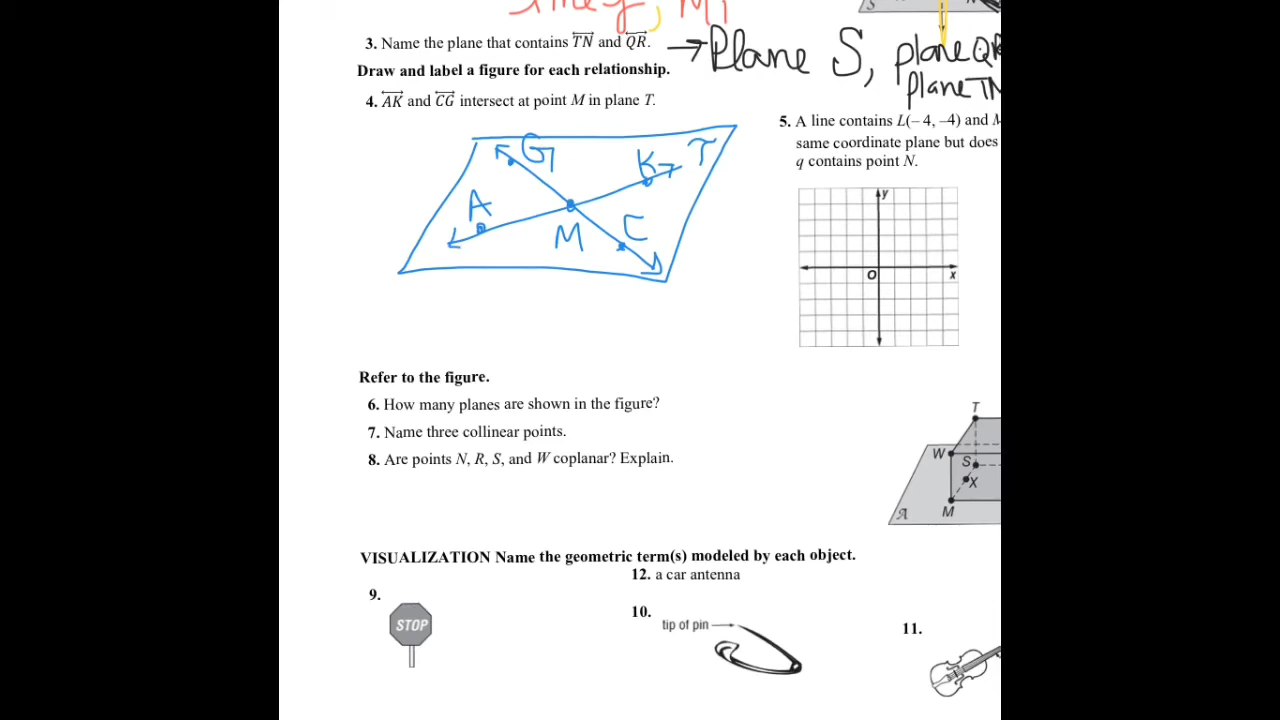 line y, M
S
3. Name the plane that contains TN and QR.
→Plane S, plane QR
plane TN
Draw and label a figure for each relationship.
4. AK and CG intersect at point M in plane T.
G K T
A M C
5. A line contains L(– 4, –4) and
same coordinate plane but does
q contains point N.
y
O x
Refer to the figure.
6. How many planes are shown in the figure?
7. Name three collinear points.
8. Are points N, R, S, and W coplanar? Explain.
T
W
S
X
A M
VISUALIZATION Name the geometric term(s) modeled by each object.
12. a car antenna
9.
STOP
10.
tip of pin
11.